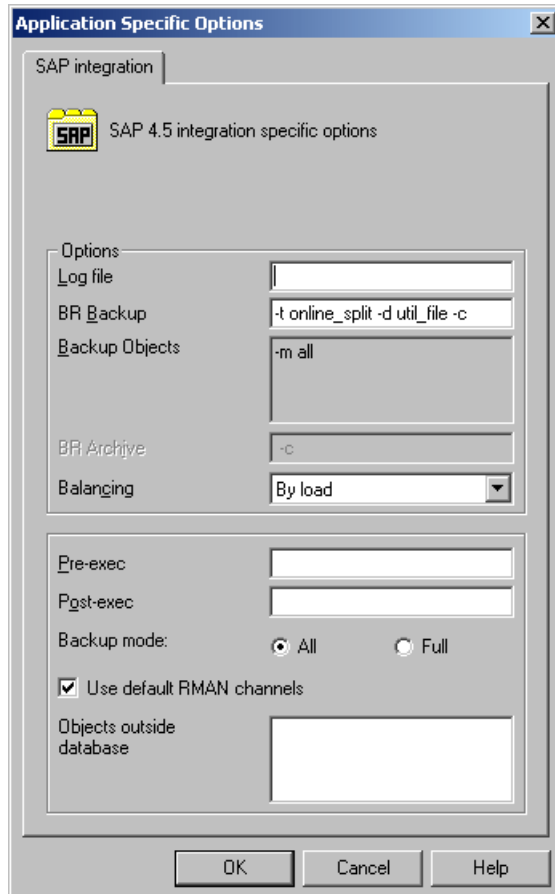 Application Specific Options
SAP integration
SAP
SAP 4.5 integration specific options
Options
Log file
BR Backup
-t online_split -d util_file -c
Backup Objects
-m all
BR Archive
-c
Balancing
By load
Pre-exec
Post-exec
Backup mode:
All
Full
Use default RMAN channels
Objects outside
database
OK
Cancel
Help